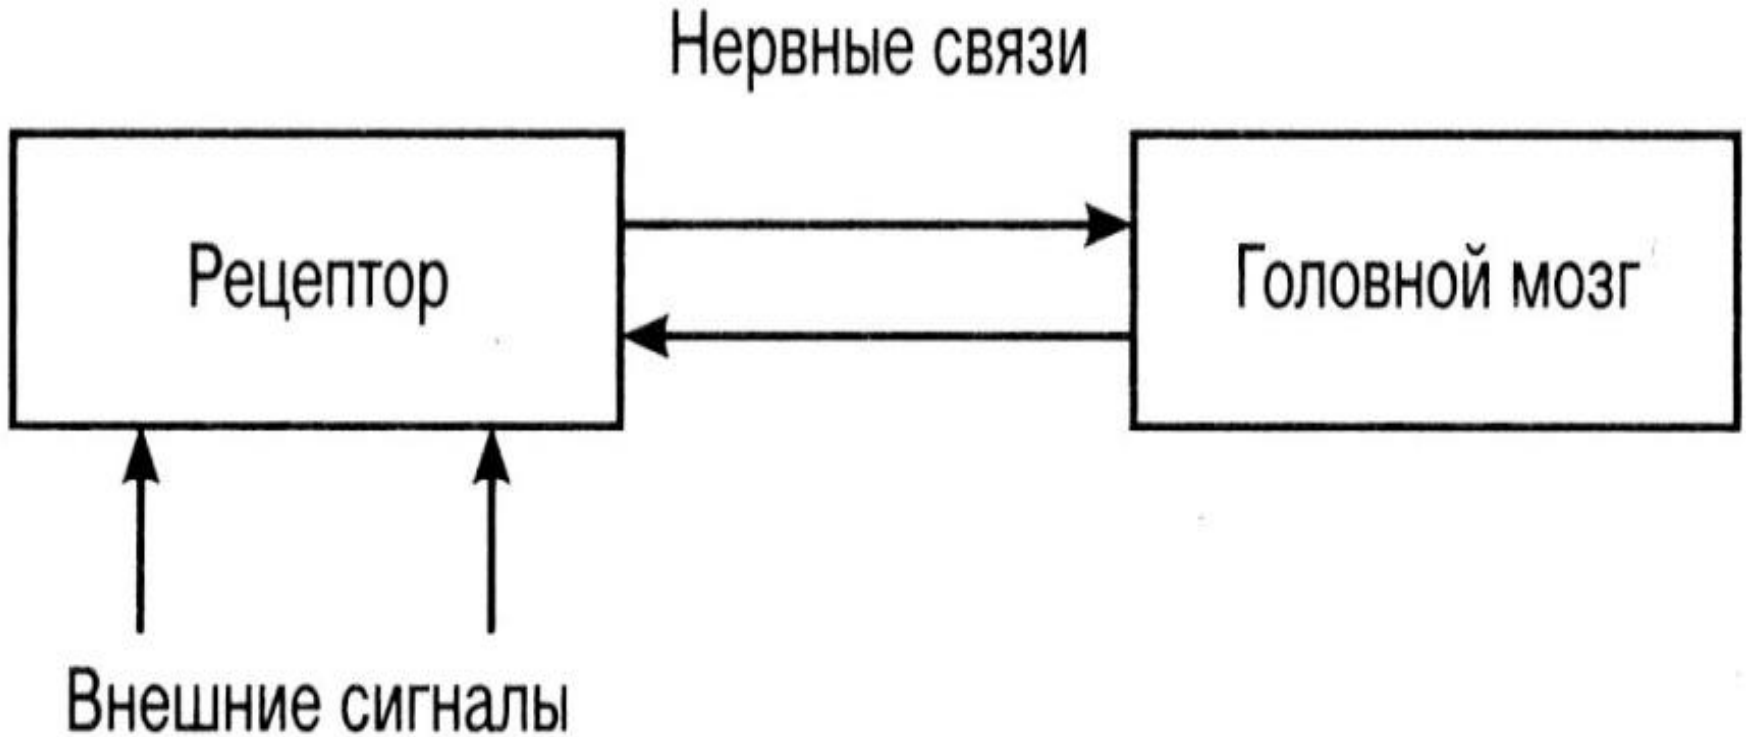 Нервные связи
Рецептор
Головной мозг
Внешние сигналы